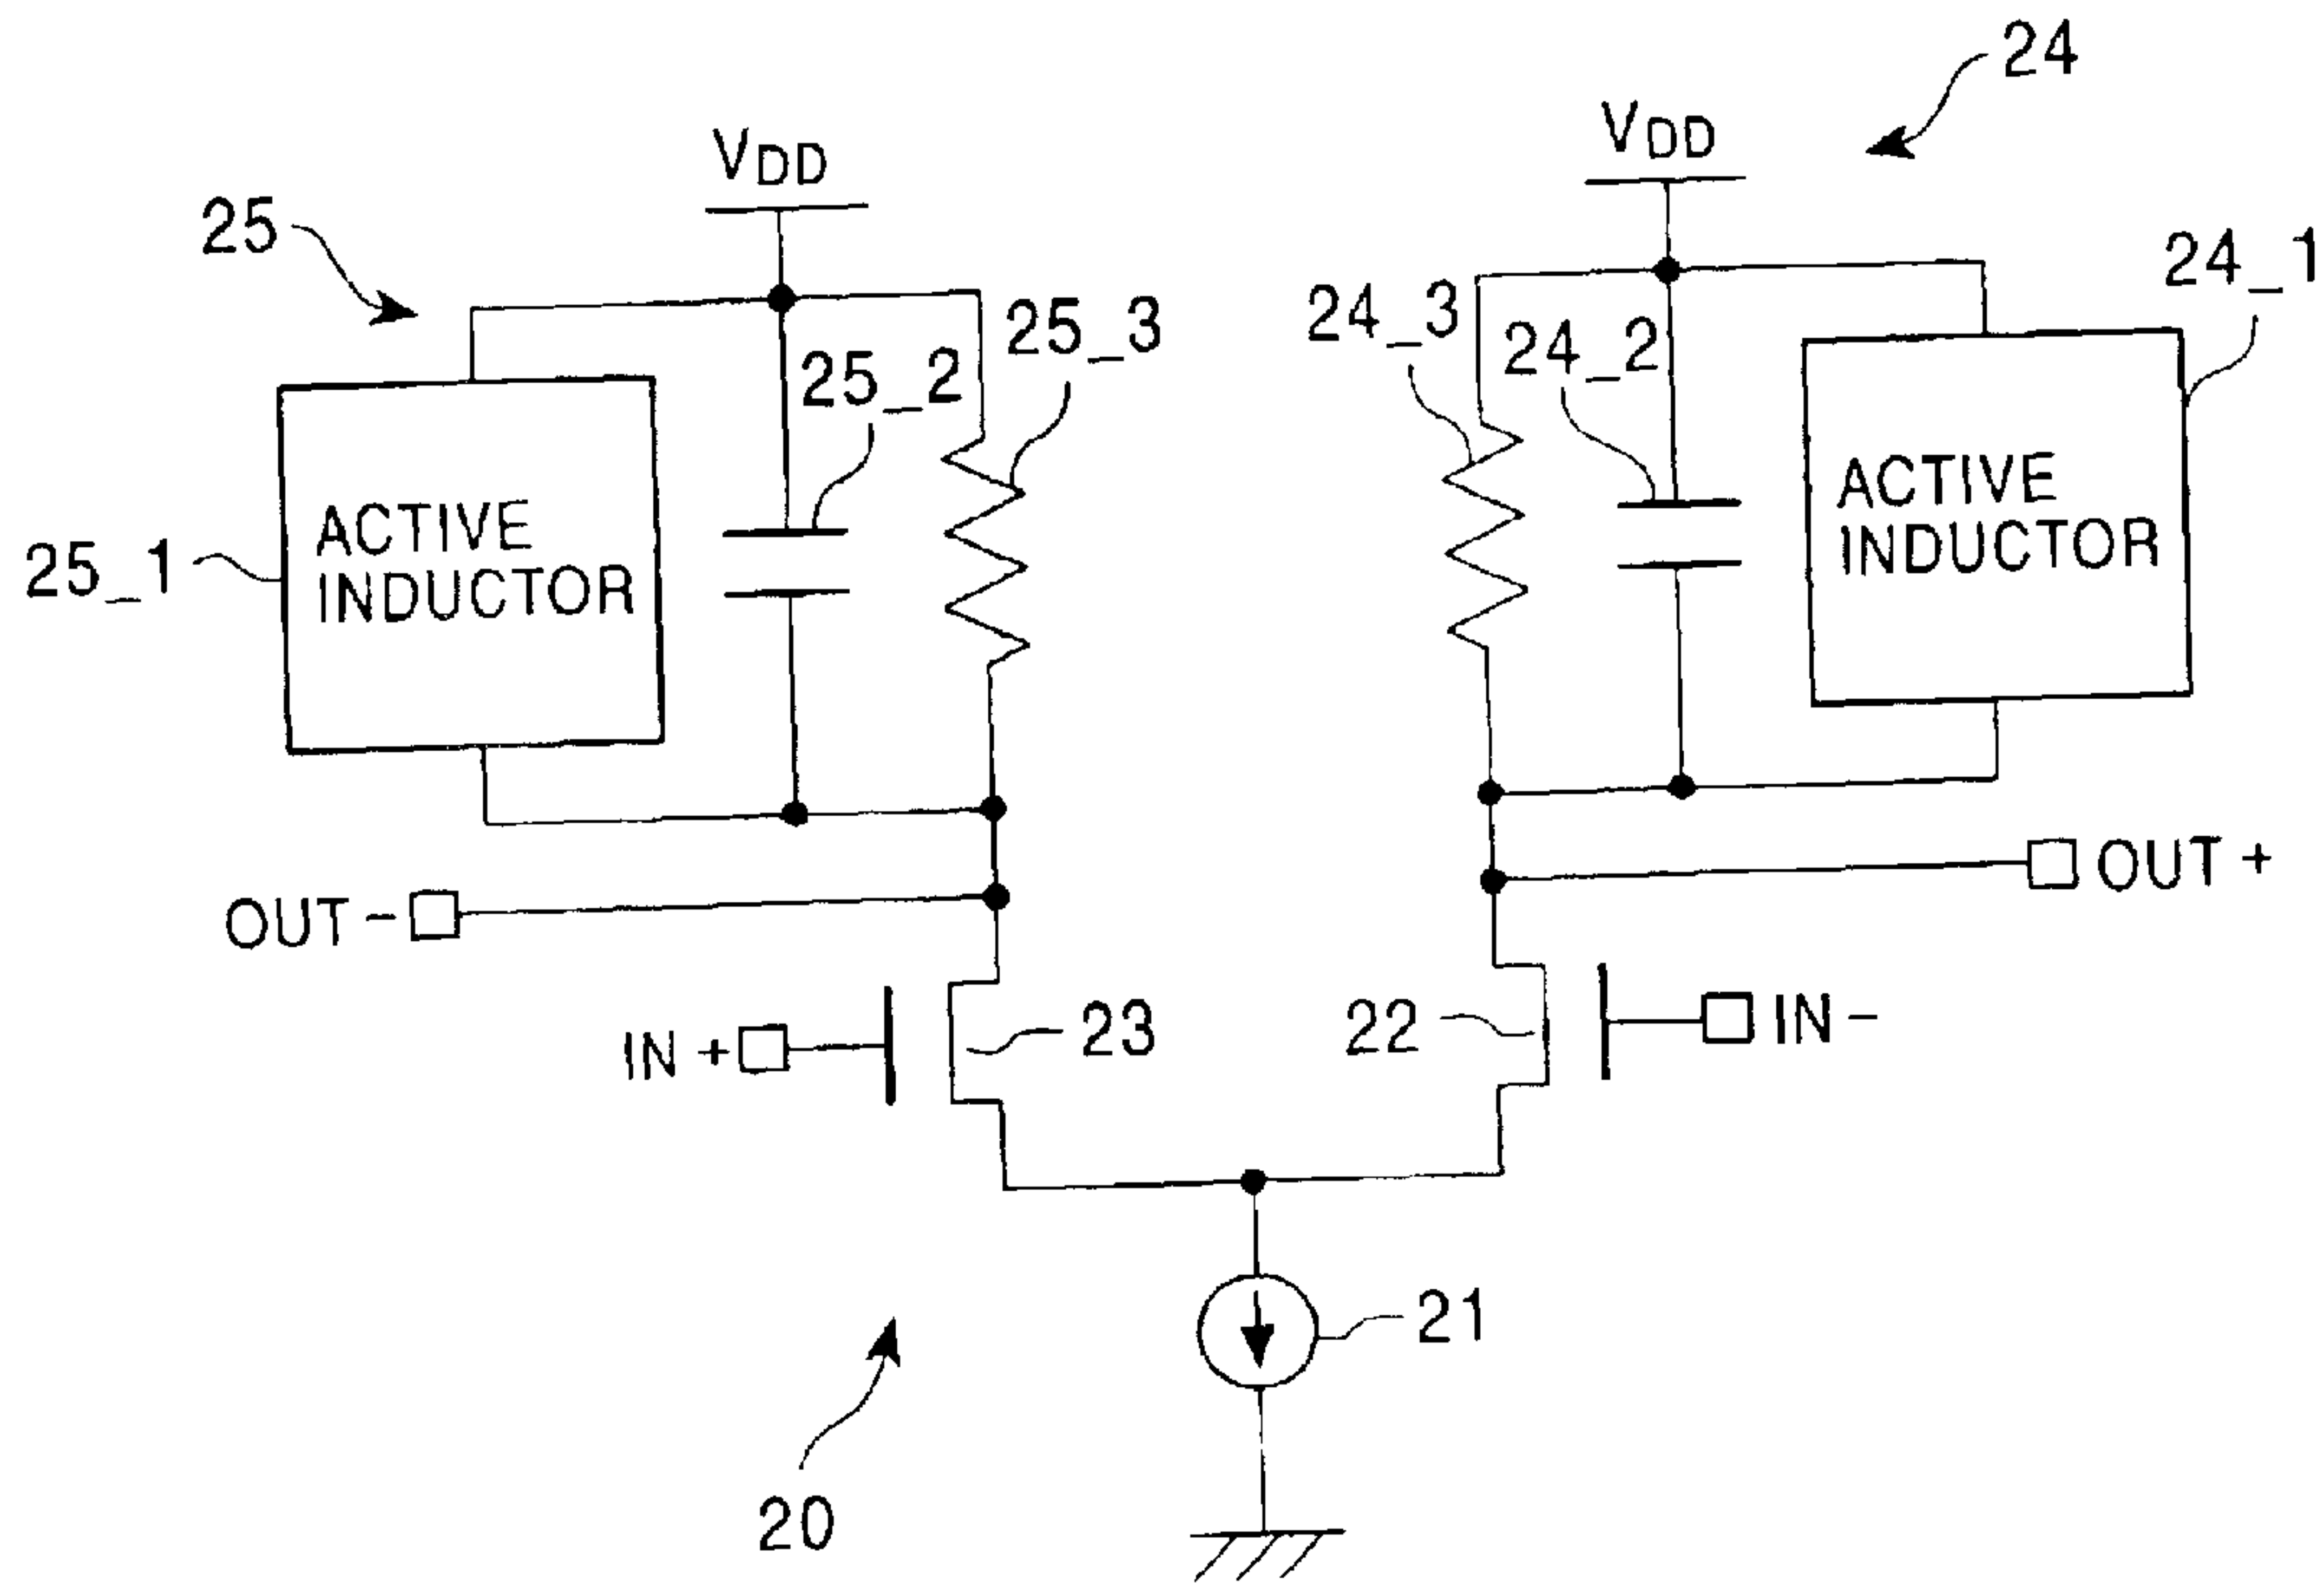 24
VDD
VDD
25
24_1
25_3
24_3
24_2
25_2
ACTIVE
INDUCTOR
ACTIVE
INDUCTOR
25_1
OUT+
OUT-
IN+
23
22
IN-
21
20